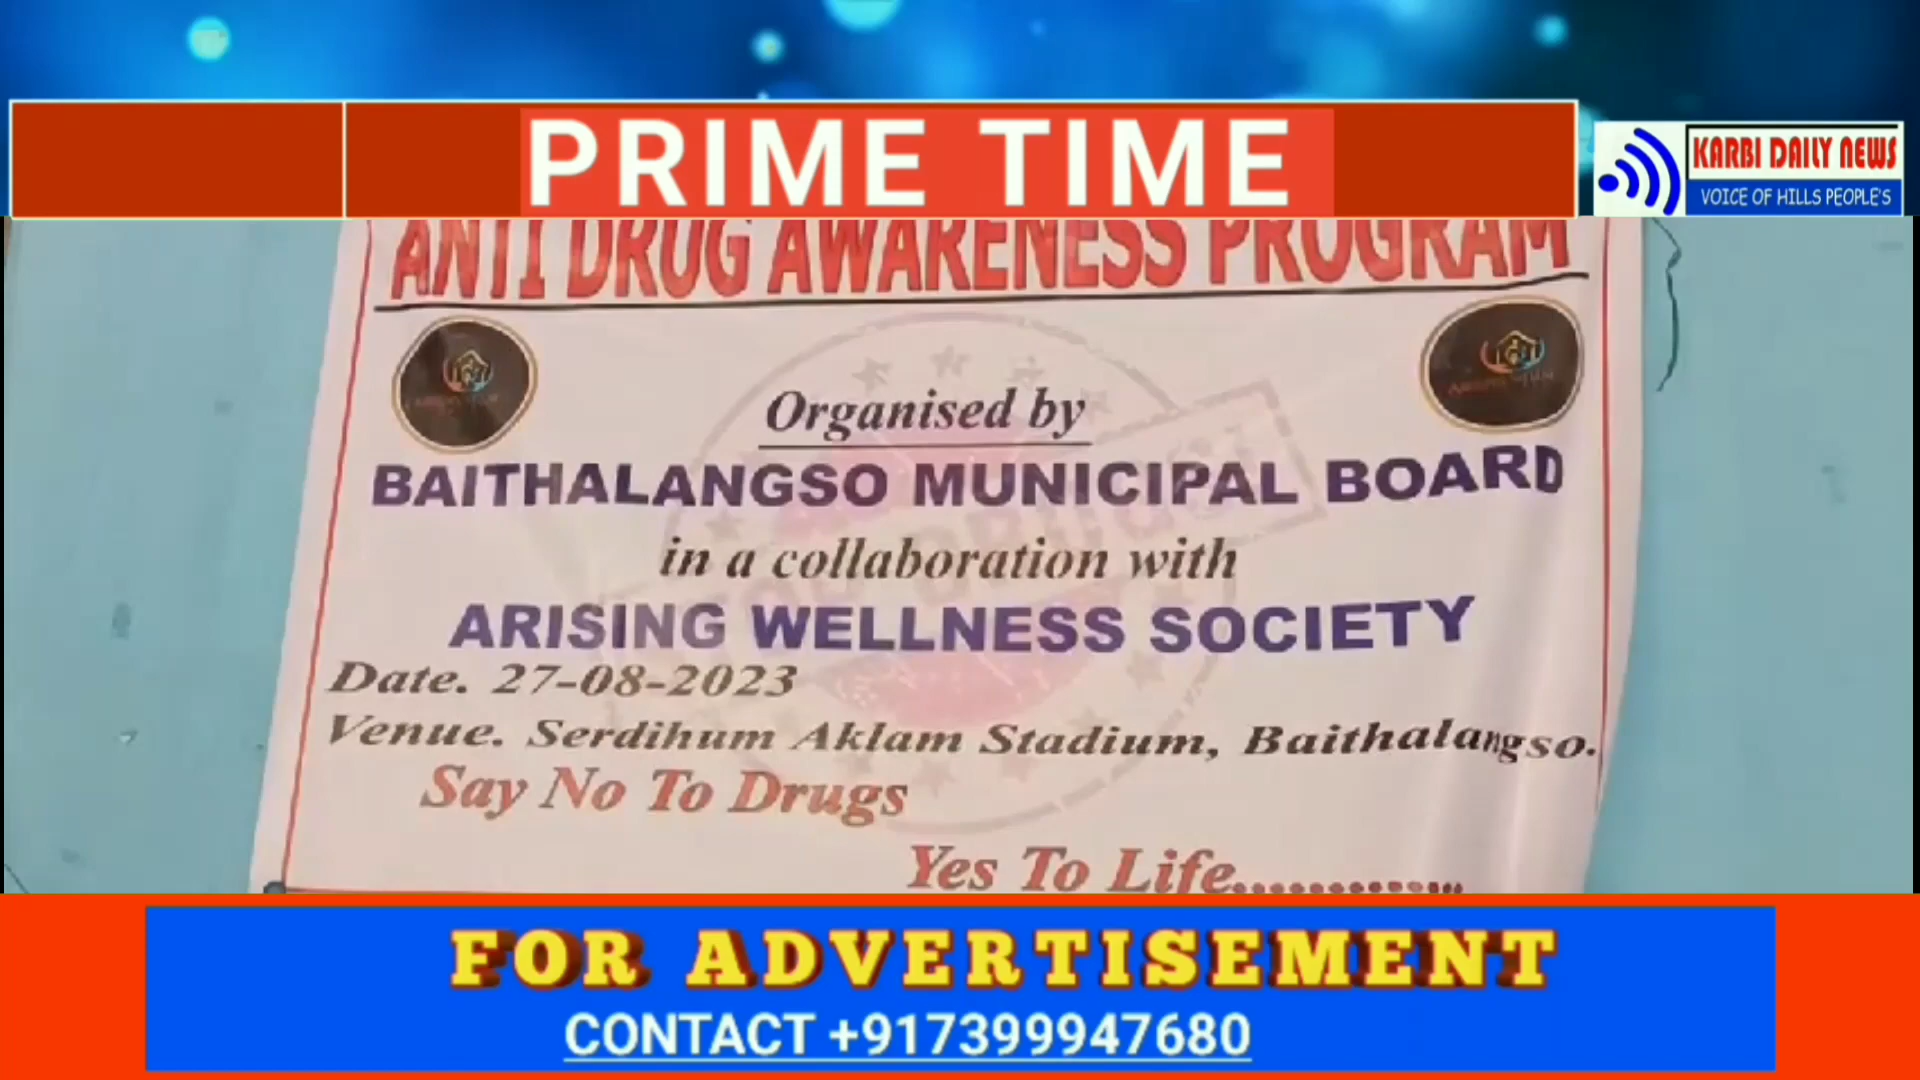 PRIME TIME
KARBI DAILY NEWS
VOICE OF HILLS PEOPLE'S
ANTI DRUG AWARENESS PROGRAM
Organised by
BAITHALANGSO MUNICIPAL BOARD
in a collaboration with
ARISING WELLNESS SOCIETY
Date. 27-08-2023
Venue. Serdihum Aklam Stadium, Baithalangso.
Say No To Drugs
Yes To Life..............
FOR ADVERTISEMENT
CONTACT +917399947680